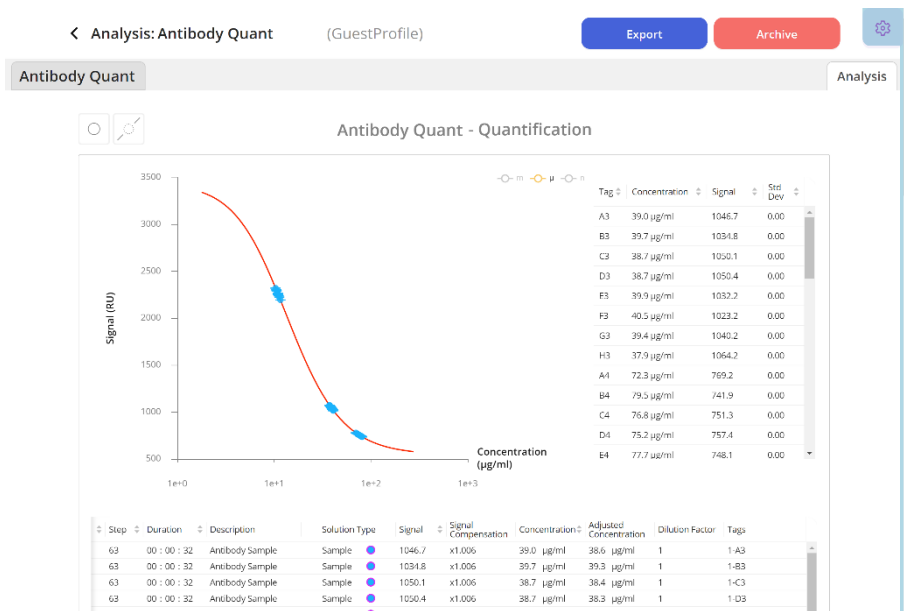 Analysis: Antibody Quant (GuestProfile) Export Archive
Antibody Quant Analysis
Antibody Quant - Quantification
m µ n
Signal (RU)
3500
3000
2500
2000
1500
1000
500
1e+0 1e+1 1e+2 1e+3
Concentration
(µg/ml)
Tag Concentration Signal Std Dev
A3 39.0 µg/ml 1046.7 0.00
B3 39.7 µg/ml 1034.8 0.00
C3 38.7 µg/ml 1050.1 0.00
D3 38.7 µg/ml 1050.4 0.00
E3 39.9 µg/ml 1032.2 0.00
F3 40.5 µg/ml 1023.2 0.00
G3 39.4 µg/ml 1040.2 0.00
H3 37.9 µg/ml 1064.2 0.00
A4 72.3 µg/ml 769.2 0.00
B4 79.5 µg/ml 741.9 0.00
C4 76.8 µg/ml 751.3 0.00
D4 75.2 µg/ml 757.4 0.00
E4 77.7 µg/ml 748.1 0.00
Step Duration Description Solution Type Signal Signal Compensation Concentration Adjusted Concentration Dilution Factor Tags
63 00 : 00 : 32 Antibody Sample Sample 1046.7 x1.006 39.0 µg/ml 38.6 µg/ml 1 1-A3
63 00 : 00 : 32 Antibody Sample Sample 1034.8 x1.006 39.7 µg/ml 39.3 µg/ml 1 1-B3
63 00 : 00 : 32 Antibody Sample Sample 1050.1 x1.006 38.7 µg/ml 38.4 µg/ml 1 1-C3
63 00 : 00 : 32 Antibody Sample Sample 1050.4 x1.006 38.7 µg/ml 38.3 µg/ml 1 1-D3